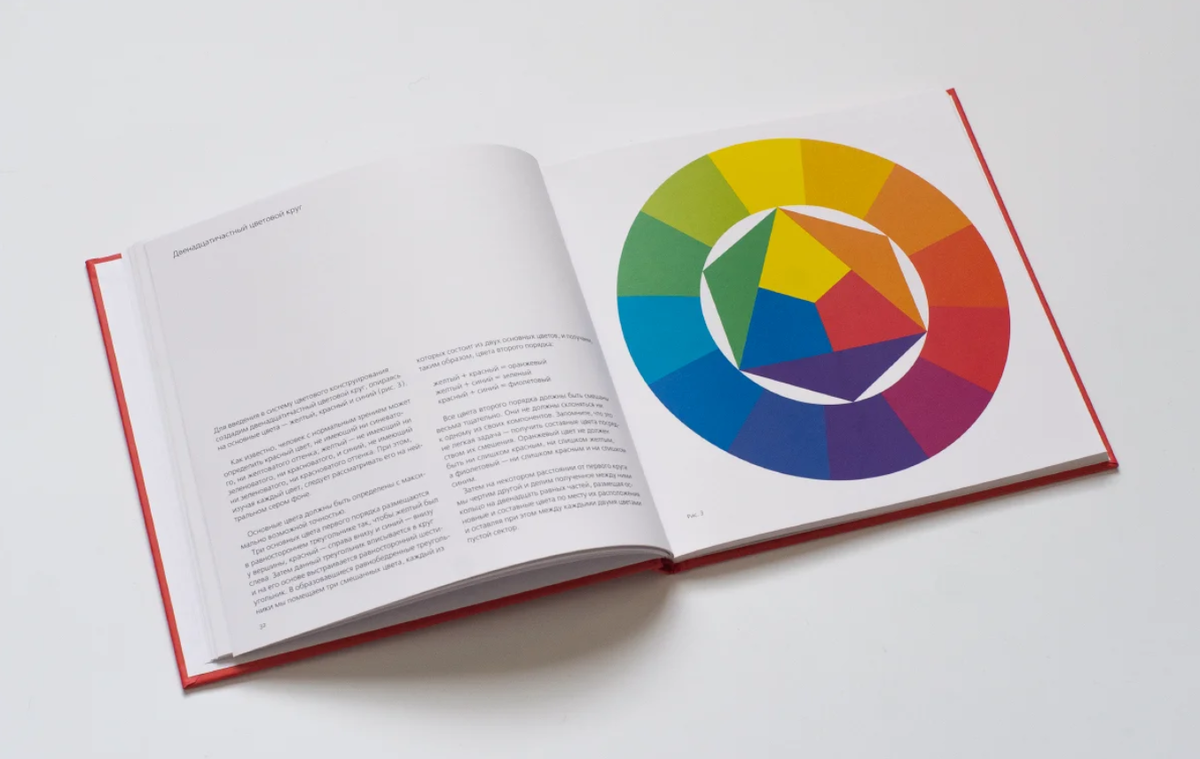 Двенадцатичастный цветовой круг
Для введения в систему цветового конструирования
создадим двенадцатичастный цветовой круг, опираясь
на основные цвета — желтый, красный и синий (рис. 3).
Как известно, человек с нормальным зрением может
определить красный цвет, не имеющий ни синевато-
го, ни желтоватого оттенка; желтый — не имеющий ни
зеленоватого, ни красноватого, и синий, не имеющий
ни зеленоватого, ни красноватого оттенка. При этом,
изучая каждый цвет, следует рассматривать его на ней-
тральном сером фоне.
Основные цвета должны быть определены с макси-
мально возможной точностью.
Три основных цвета первого порядка размещаются
в равностороннем треугольнике так, чтобы желтый был
у вершины, красный — справа внизу и синий — внизу
слева. Затем данный треугольник вписывается в круг
и на его основе выстраивается равносторонний шести-
угольник. В образовавшиеся равнобедренные треуголь-
ники мы помещаем три смешанных цвета, каждый из
32
которых состоит из двух основных цветов, и получаем,
таким образом, цвета второго порядка:
желтый + красный = оранжевый
желтый + синий = зеленый
красный + синий = фиолетовый
Все цвета второго порядка должны быть смешаны
весьма тщательно. Они не должны склоняться ни
к одному из своих компонентов. Запомните, что это
не легкая задача — получить составные цвета посред-
ством их смешения. Оранжевый цвет не должен
быть ни слишком красным, ни слишком желтым,
а фиолетовый — ни слишком красным и ни слишком
синим.
Затем на некотором расстоянии от первого круга
мы чертим другой и делим полученное между ними
кольцо на двенадцать равных частей, размещая ос-
новные и составные цвета по месту их расположения
и оставляя при этом между каждыми двумя цветами
пустой сектор.
Рис. 3